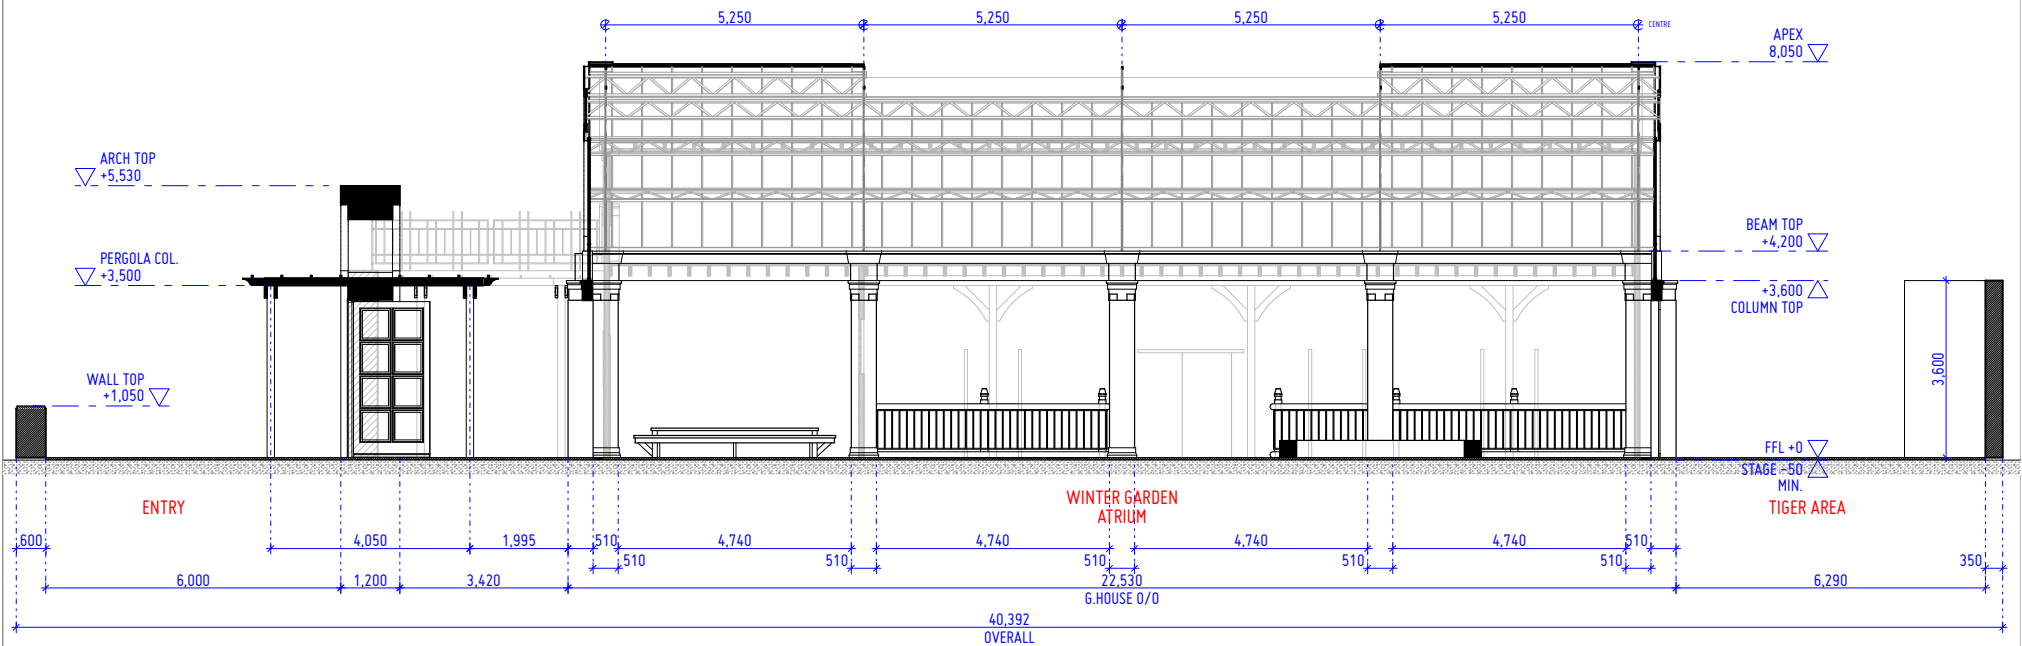 5,250 5,250 5,250 5,250 CENTRE
APEX
8,050
ARCH TOP
+5,530
BEAM TOP
+4,200
PERGOLA COL.
+3,500
+3,600
COLUMN TOP
3,600
WALL TOP
+1,050
FFL +0
STAGE -50
MIN.
ENTRY
WINTER GARDEN
ATRIUM
TIGER AREA
600 4,050 1,995 510 4,740 4,740 4,740 4,740 510
510 510 510 510 510 350
6,000 1,200 3,420 22,530 6,290
G.HOUSE O/O
40,392
OVERALL